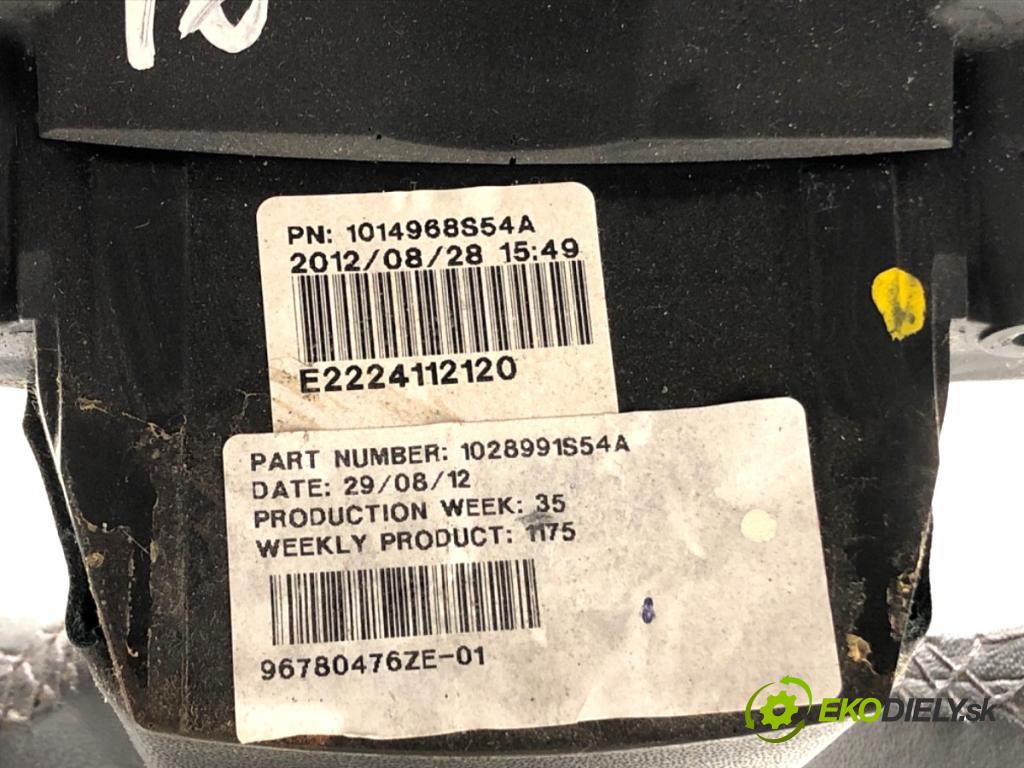 PN: 1014968S54A
2012/08/28 15:49
E2224112120
PART NUMBER: 1028991S54A
DATE: 29/08/12
PRODUCTION WEEK: 35
WEEKLY PRODUCT: 1175
96780476ZE-01
EKODIELY.sk